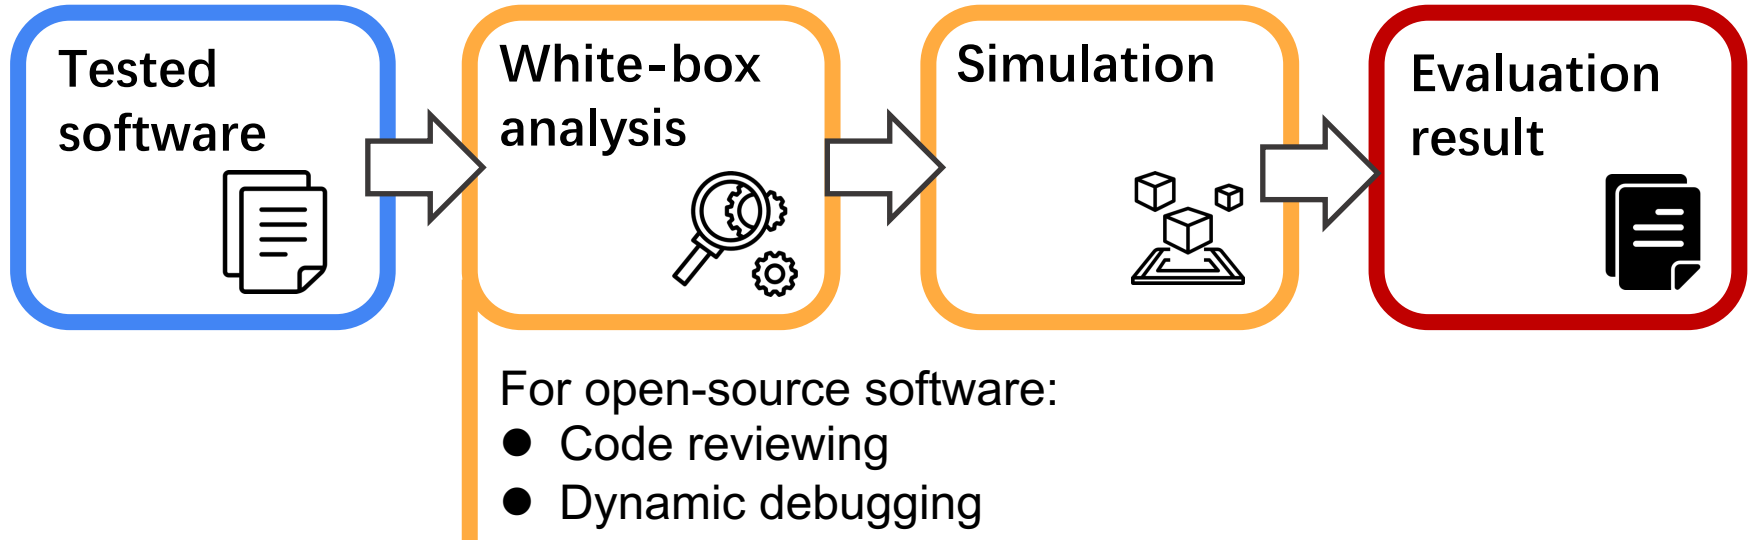 Tested
software
White-box
analysis
Simulation
Evaluation
result
For open-source software:
● Code reviewing
● Dynamic debugging